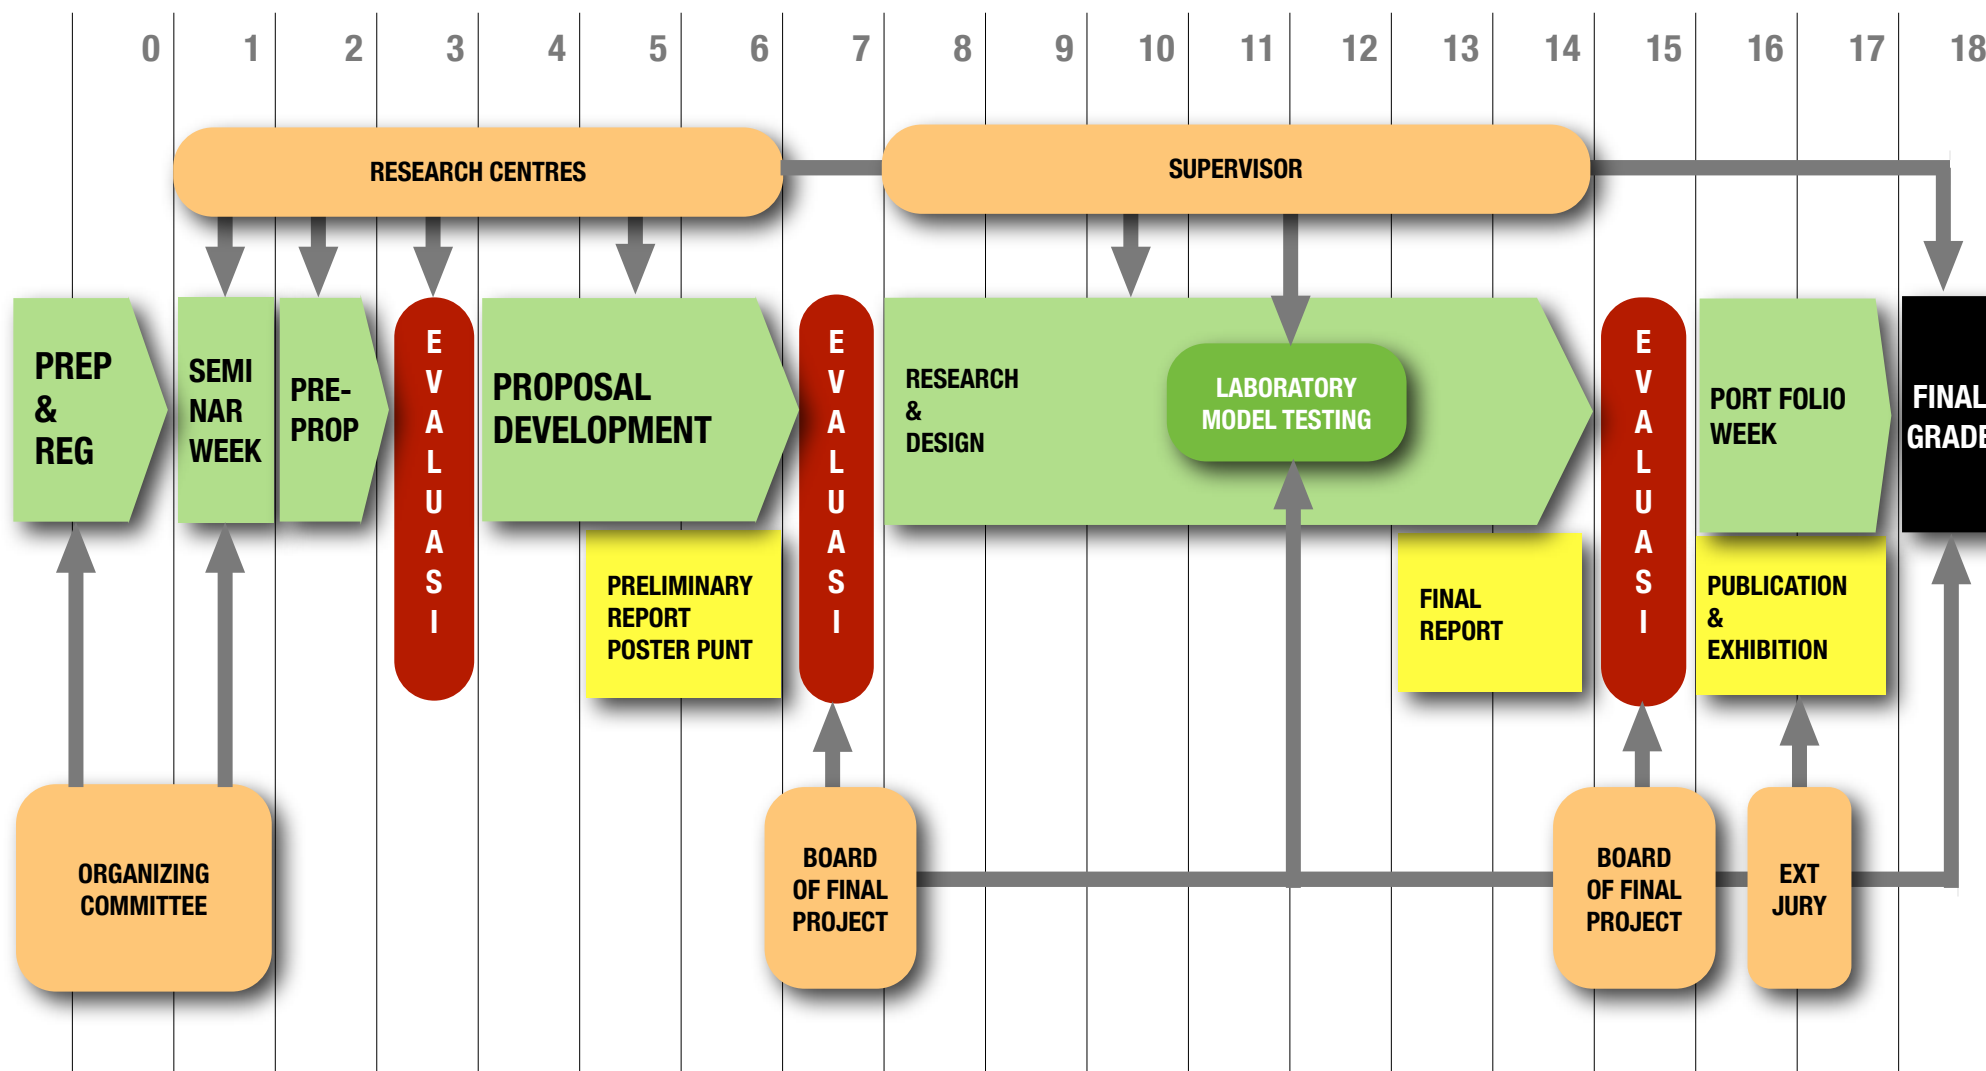 0 1 2 3 4 5 6 7 8 9 10 11 12 13 14 15 16 17 18
RESEARCH CENTRES
SUPERVISOR
PREP
&
REG
SEMI
NAR
WEEK
PRE-
PROP
E
V
A
L
U
A
S
I
PROPOSAL
DEVELOPMENT
PRELIMINARY
REPORT
POSTER PUNT
E
V
A
L
U
A
S
I
RESEARCH
&
DESIGN
LABORATORY
MODEL TESTING
FINAL
REPORT
E
V
A
L
U
A
S
I
PORT FOLIO
WEEK
PUBLICATION
&
EXHIBITION
FINAL
GRADE
ORGANIZING
COMMITTEE
BOARD
OF FINAL
PROJECT
BOARD
OF FINAL
PROJECT
EXT
JURY